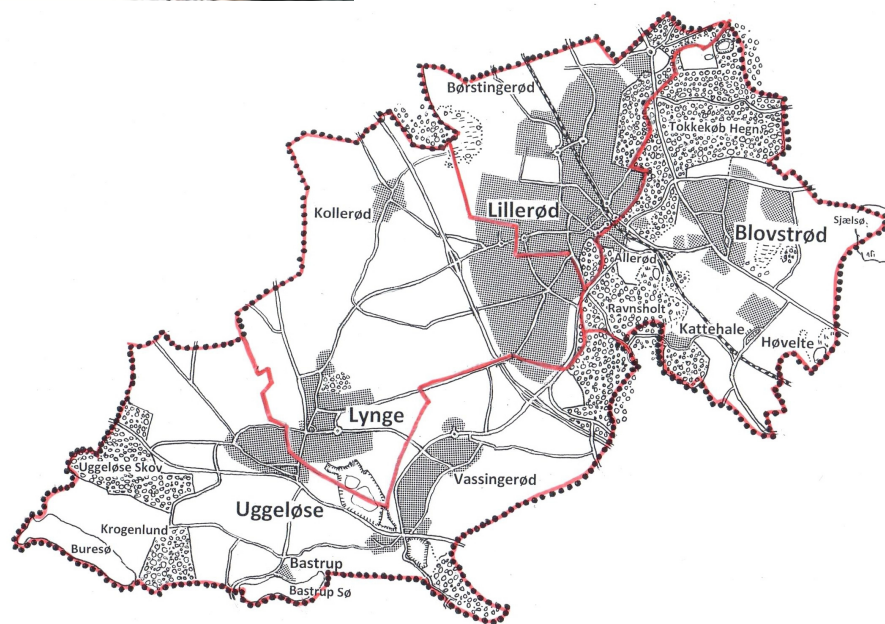 Børstingerød
Tokkekøb Hegn
Kollerød
Lillerød
Sjælsø
Blovstrød
Allerød
Ravnsholt
Kattehale
Høvelte
Lynge
Uggeløse Skov
Vassingerød
Uggeløse
Krogenlund
Buresø
Bastrup
Bastrup Sø